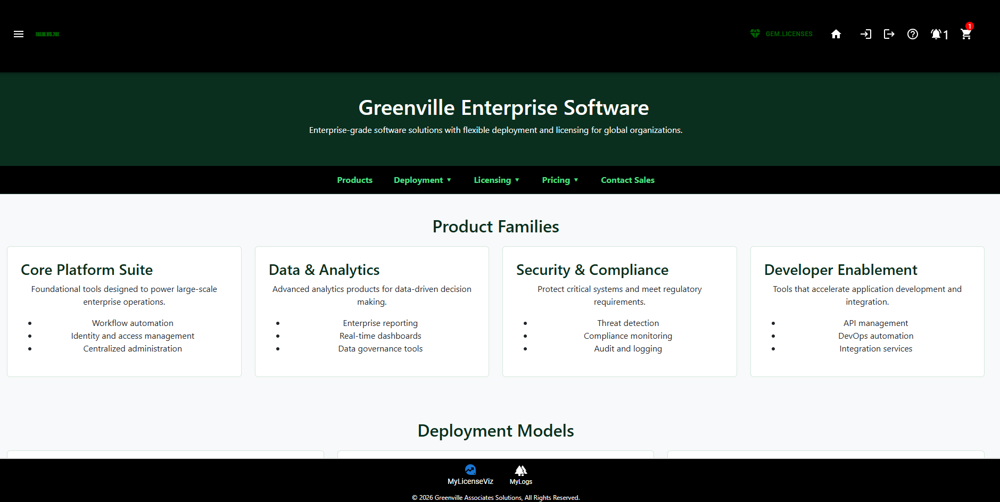 GEM.LICENSES
1
1
Greenville Enterprise Software
Enterprise-grade software solutions with flexible deployment and licensing for global organizations.
Products Deployment ▼ Licensing ▼ Pricing ▼ Contact Sales
Product Families
Core Platform Suite
Foundational tools designed to power large-scale
enterprise operations.
• Workflow automation
• Identity and access management
• Centralized administration
Data & Analytics
Advanced analytics products for data-driven decision
making.
• Enterprise reporting
• Real-time dashboards
• Data governance tools
Security & Compliance
Protect critical systems and meet regulatory
requirements.
• Threat detection
• Compliance monitoring
• Audit and logging
Developer Enablement
Tools that accelerate application development and
integration.
• API management
• DevOps automation
• Integration services
Deployment Models
MyLicenseViz MyLogs
© 2026 Greenville Associates Solutions, All Rights Reserved.